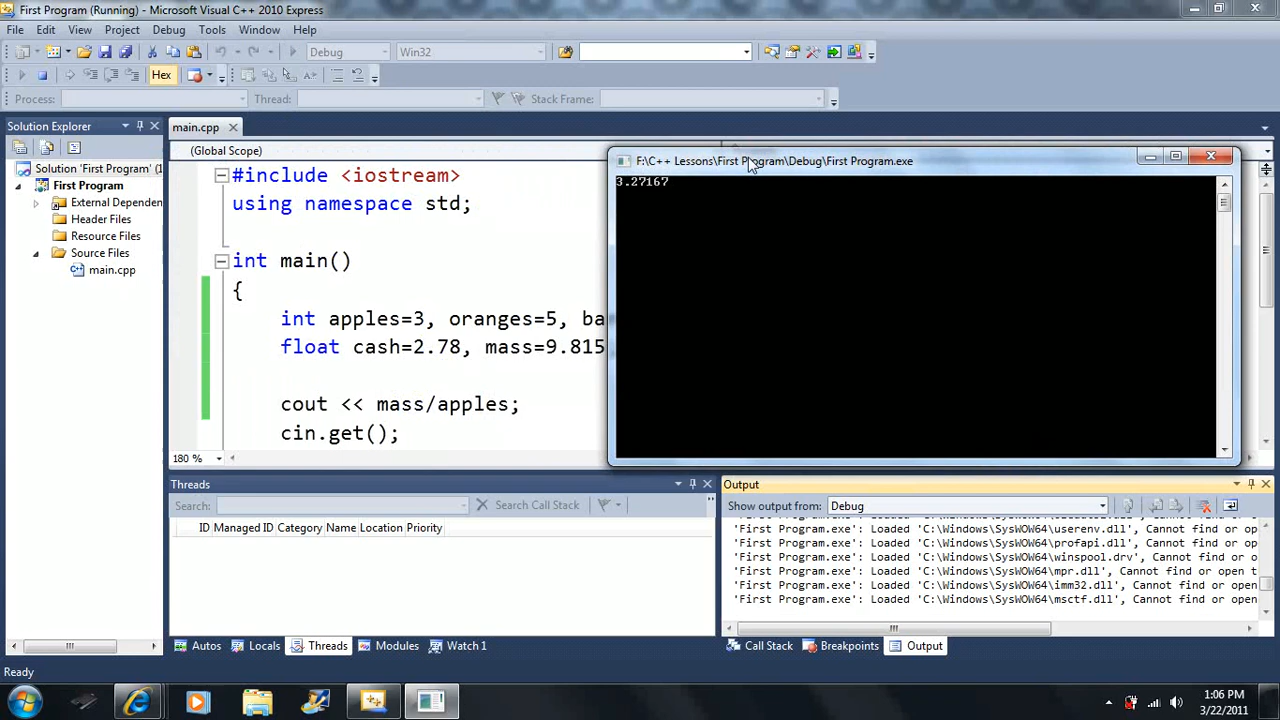 First Program (Running) - Microsoft Visual C++ 2010 Express
File Edit View Project Debug Tools Window Help
Debug Win32
Hex
Process: Thread: Stack Frame:
Solution Explorer
Solution 'First Program' (1
First Program
External Dependen
Header Files
Resource Files
Source Files
main.cpp
main.cpp
(Global Scope)
#include <iostream>
using namespace std;
int main()
{
int apples=3, oranges=5, ba
float cash=2.78, mass=9.815
cout << mass/apples;
cin.get();
180 %
F:\C++ Lessons\First Program\Debug\First Program.exe
3.27167
Threads
Search: Search Call Stack
ID Managed ID Category Name Location Priority
Autos Locals Threads Modules Watch 1
Output
Show output from: Debug
'First Program.exe': Loaded 'C:\Windows\SysWOW64\userenv.dll', Cannot find or op
'First Program.exe': Loaded 'C:\Windows\SysWOW64\profapi.dll', Cannot find or op
'First Program.exe': Loaded 'C:\Windows\SysWOW64\winspool.drv', Cannot find or o
'First Program.exe': Loaded 'C:\Windows\SysWOW64\mpr.dll', Cannot find or open t
'First Program.exe': Loaded 'C:\Windows\SysWOW64\imm32.dll', Cannot find or open
'First Program.exe': Loaded 'C:\Windows\SysWOW64\msctf.dll', Cannot find or open
Call Stack Breakpoints Output
Ready
1:06 PM
3/22/2011